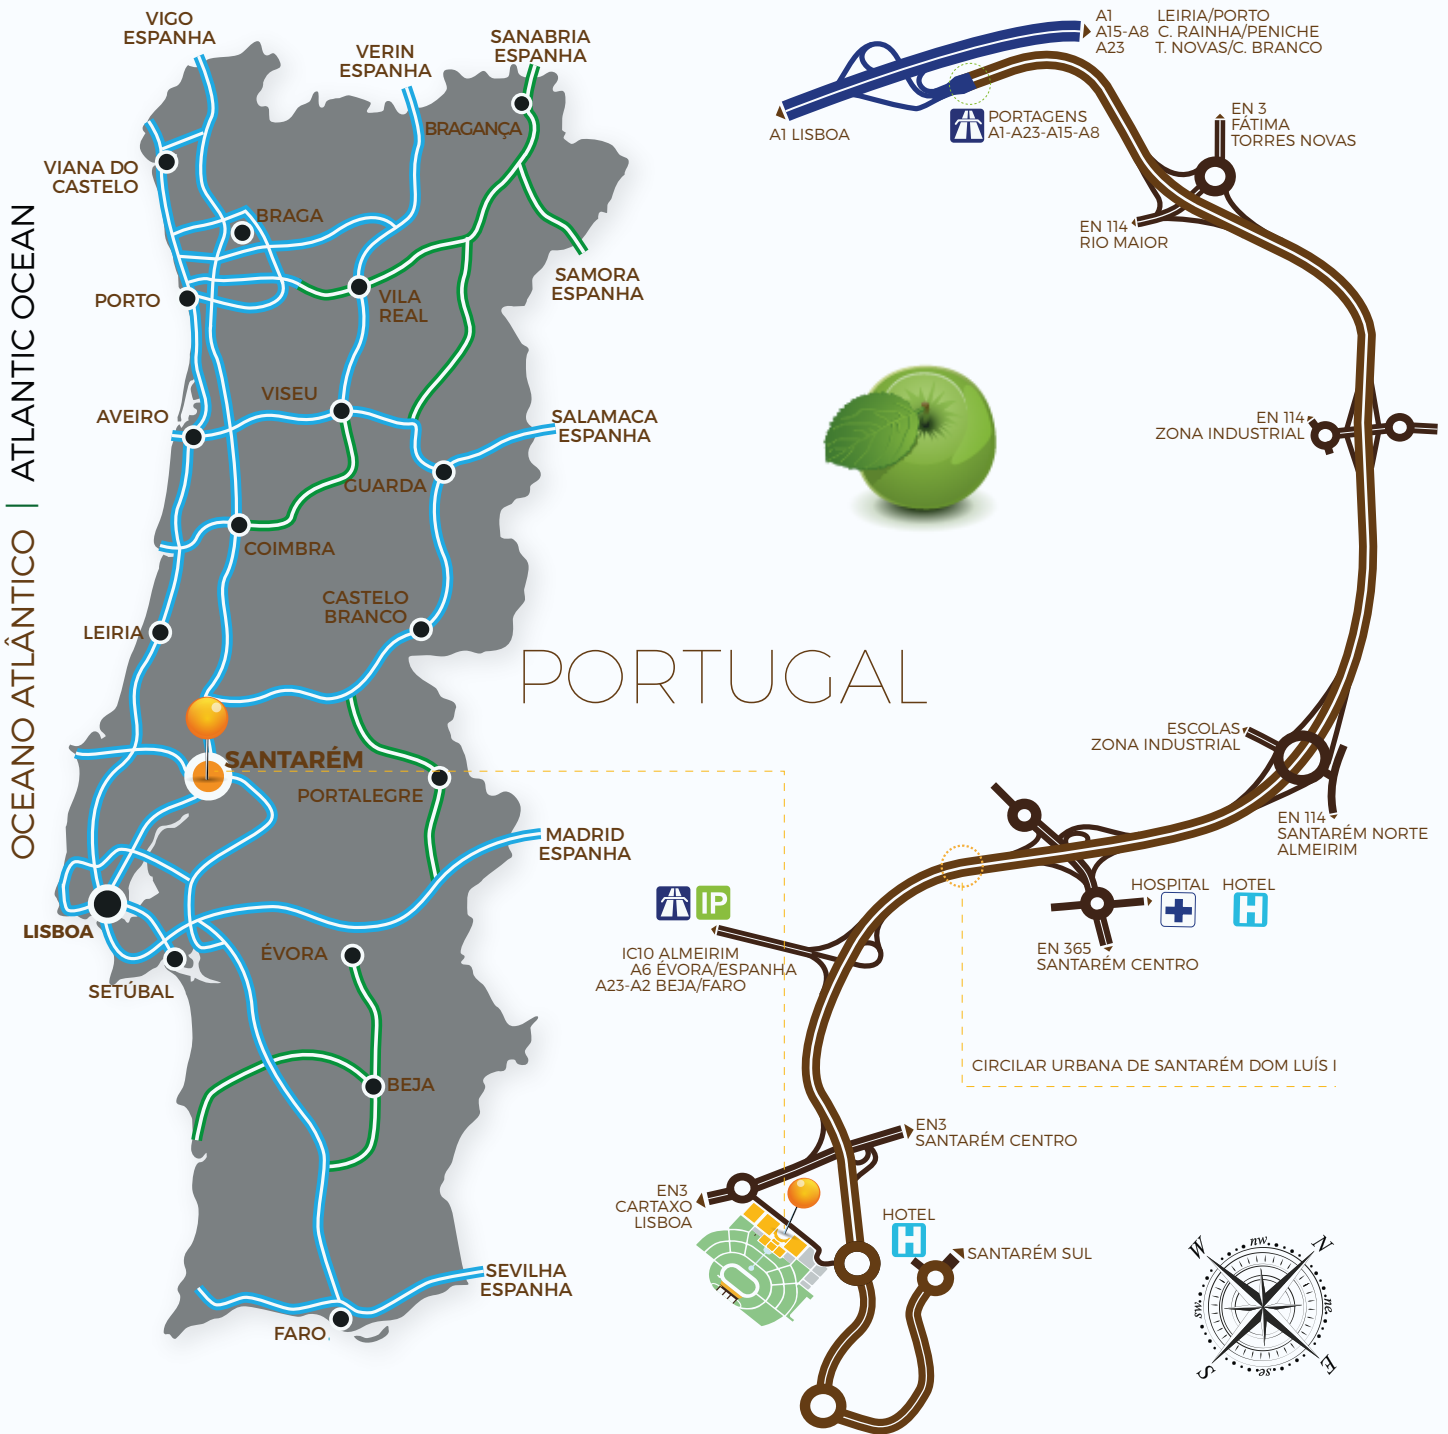 VIGO
ESPANHA
VERIN
ESPANHA
SANABRIA
ESPANHA
BRAGANÇA
VIANA DO
CASTELO
BRAGA
SAMORA
ESPANHA
PORTO
VILA
REAL
VISEU
AVEIRO
SALAMACA
ESPANHA
GUARDA
COIMBRA
CASTELO
BRANCO
LEIRIA
SANTARÉM
PORTALEGRE
MADRID
ESPANHA
LISBOA
ÉVORA
SETÚBAL
BEJA
SEVILHA
ESPANHA
FARO
OCEANO ATLÂNTICO | ATLANTIC OCEAN
PORTUGAL
A1 LEIRIA/PORTO
A15-A8 C. RAINHA/PENICHE
A23 T. NOVAS/C. BRANCO
A1 LISBOA
PORTAGENS
A1-A23-A15-A8
EN 3
FÁTIMA
TORRES NOVAS
EN 114
RIO MAIOR
EN 114
ZONA INDUSTRIAL
ESCOLAS
ZONA INDUSTRIAL
EN 114
SANTARÉM NORTE
ALMEIRIM
HOSPITAL
HOTEL
H
EN 365
SANTARÉM CENTRO
IP
IC10 ALMEIRIM
A6 ÉVORA/ESPANHA
A23-A2 BEJA/FARO
CIRCILAR URBANA DE SANTARÉM DOM LUÍS I
EN3
SANTARÉM CENTRO
EN3
CARTAXO
LISBOA
HOTEL
H
SANTARÉM SUL
W
nw
N
ne
E
se
S
sw